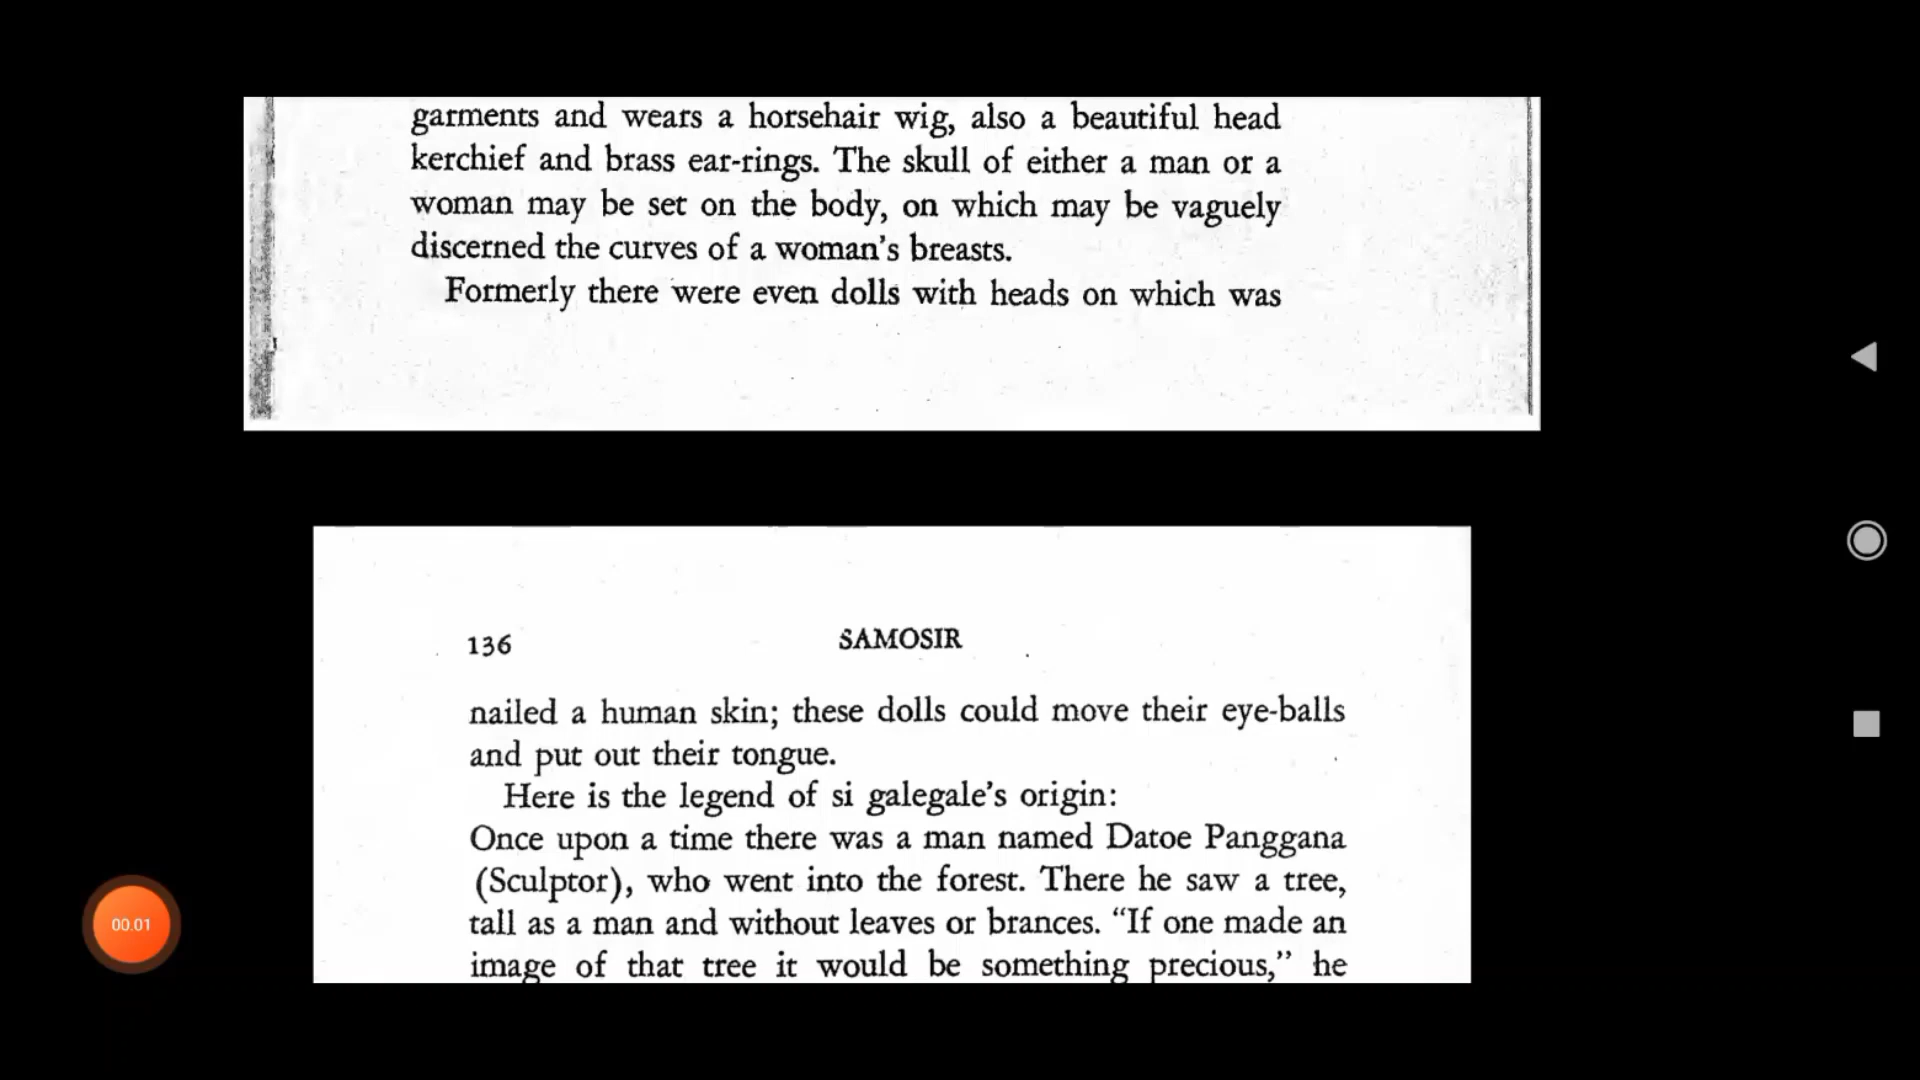 garments and wears a horsehair wig, also a beautiful head
kerchief and brass ear-rings. The skull of either a man or a
woman may be set on the body, on which may be vaguely
discerned the curves of a woman's breasts.
Formerly there were even dolls with heads on which was
136 SAMOSIR
nailed a human skin; these dolls could move their eye-balls
and put out their tongue.
Here is the legend of si galegale's origin:
Once upon a time there was a man named Datoe Panggana
(Sculptor), who went into the forest. There he saw a tree,
tall as a man and without leaves or brances. “If one made an
image of that tree it would be something precious,” he
00.01